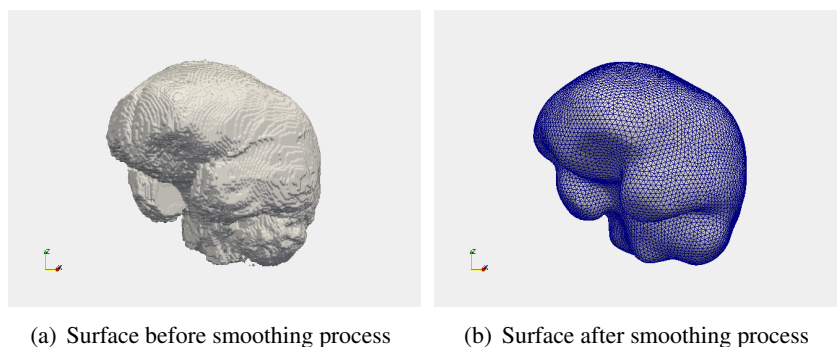 Z
X
Z
X
(a) Surface before smoothing process
(b) Surface after smoothing process